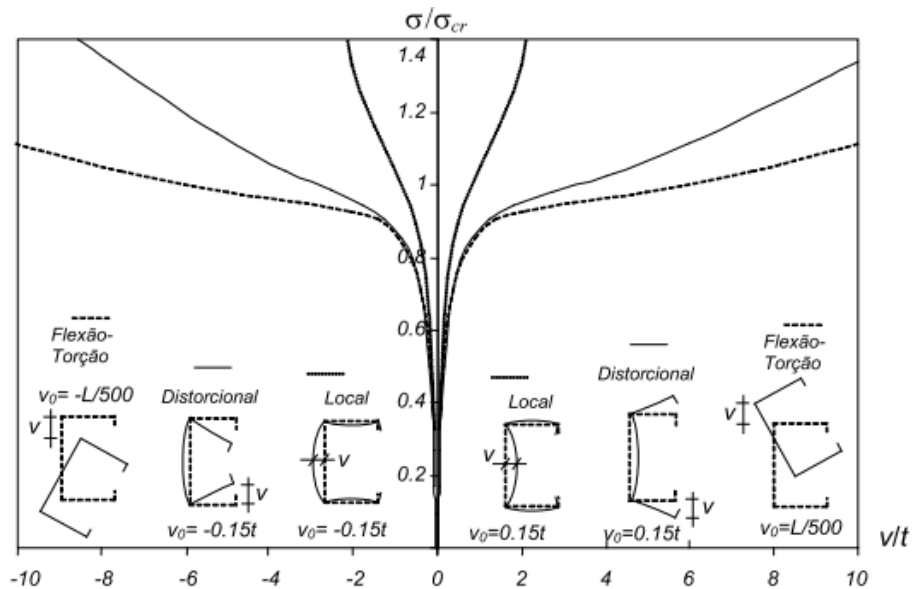 σ/σcr
1.4
1.2
1
0.8
0.6
0.4
0.2
Flexão-
Torção
v0= -L/500
v
Distorcional
v
v0= -0.15t
Local
v
v0= -0.15t
Local
v
v0=0.15t
Distorcional
v
v0=0.15t
Flexão-
Torção
v
v0=L/500
v/t
-10 -8 -6 -4 -2 0 2 4 6 8 10